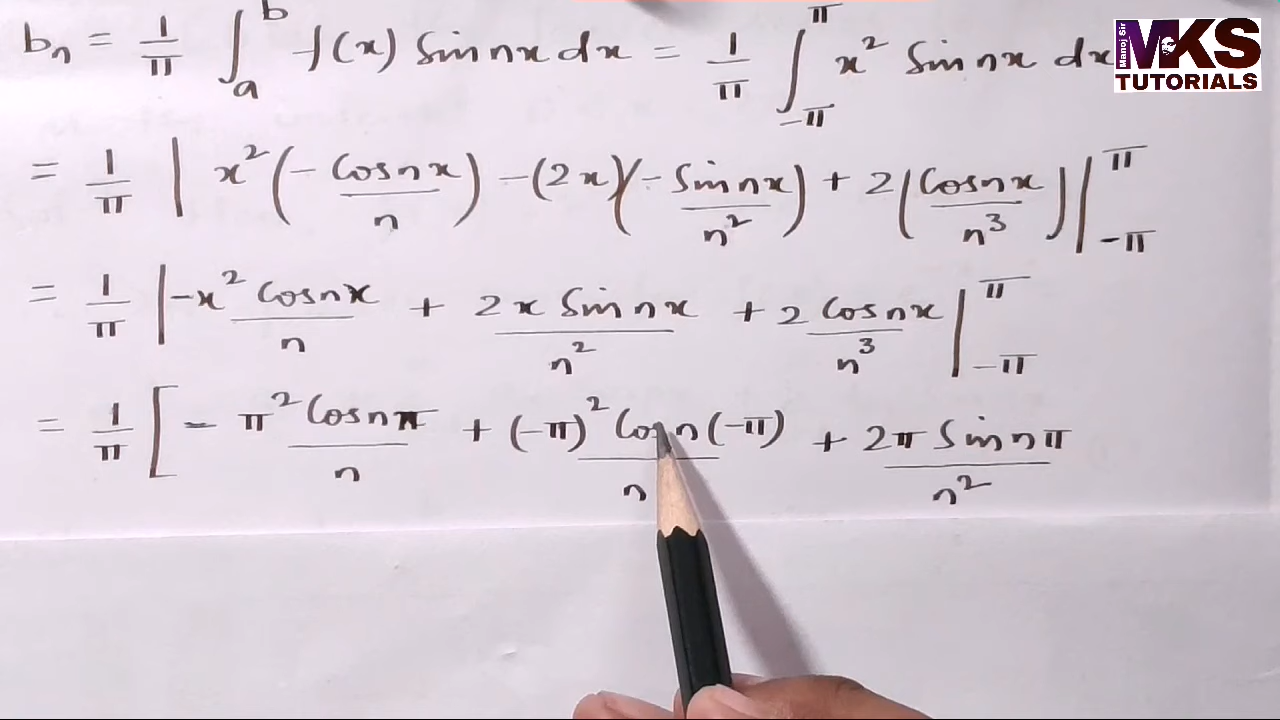 bₙ = 1/π ∫ₐᵇ f(x) Sin nx dx = 1/π ∫_{-π}^{π} x² Sin nx dx
= 1/π | x² (- Cos nx / n) - (2x) (- Sin nx / n²) + 2 (Cos nx / n³) |_{-π}^{π}
= 1/π | -x² Cos nx / n + 2x Sin nx / n² + 2 Cos nx / n³ |_{-π}^{π}
= 1/π [ - π² Cos nπ / n + (-π)² Cos n(-π) / n + 2π Sin nπ / n²
Manoj Sir
MKS
TUTORIALS